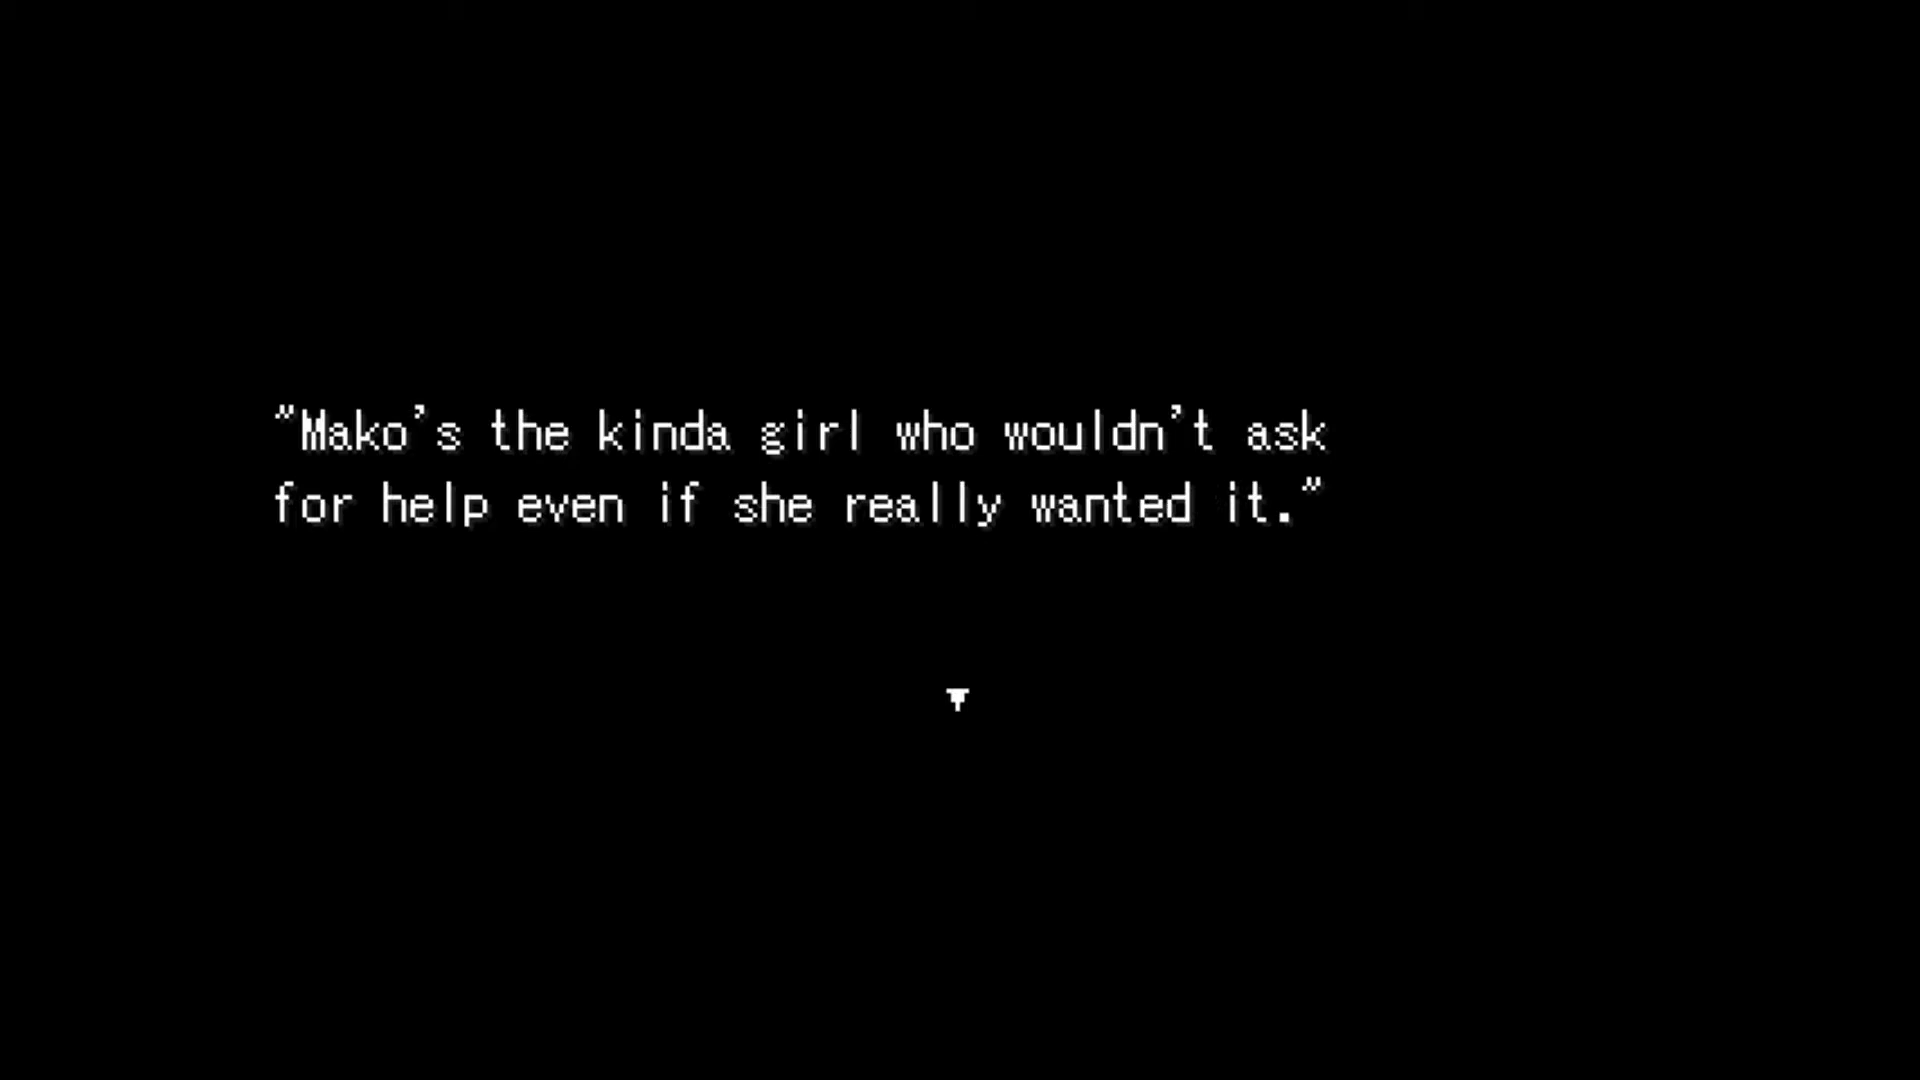 "Mako's the kinda girl who wouldn't ask
for help even if she really wanted it."